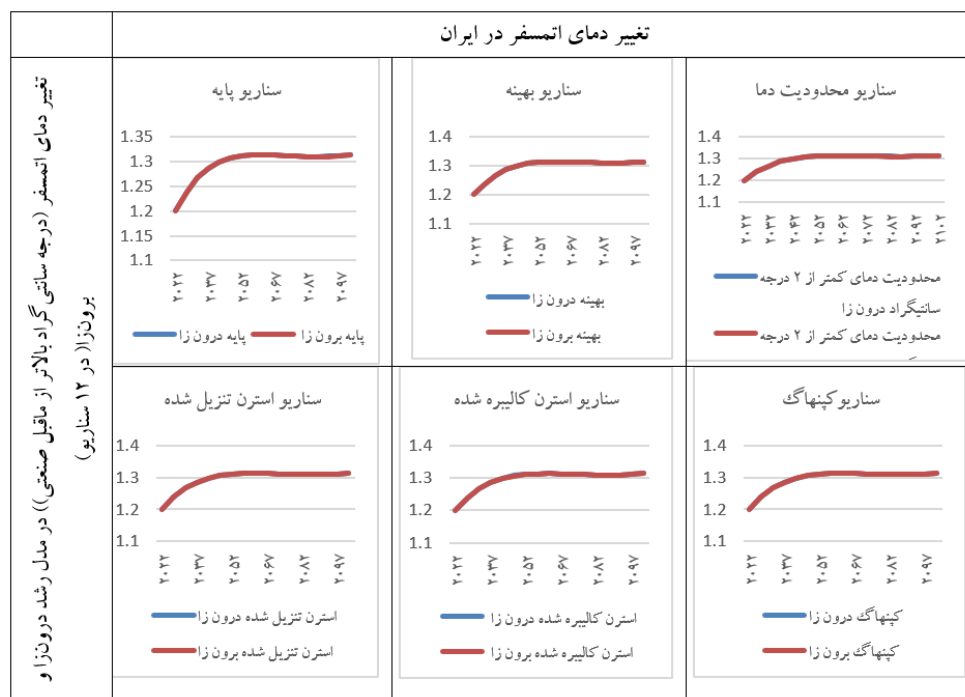 تغییر دمای اتمسفر در ایران
تغییر دمای اتمسفر (درجه سانتی گراد بالاتر از ماقبل صنعتی)) در مدل رشد درون‌زا و
برون‌زا( در ۱۲ سناریو)
سناریو محدودیت دما
1.4
1.3
1.2
1.1
۲۰۲۲
۲۰۳۲
۲۰۴۲
۲۰۵۲
۲۰۶۲
۲۰۷۲
۲۰۸۲
۲۰۹۲
۲۱۰۲
محدودیت دمای کمتر از ۲ درجه
سانتیگراد درون زا
محدودیت دمای کمتر از ۲ درجه
سناریو بهینه
1.4
1.3
1.2
1.1
۲۰۲۲
۲۰۳۷
۲۰۵۲
۲۰۶۷
۲۰۸۲
۲۰۹۷
بهینه درون زا
بهینه برون زا
سناریو پایه
1.35
1.3
1.25
1.2
1.15
1.1
۲۰۲۲
۲۰۳۷
۲۰۵۲
۲۰۶۷
۲۰۸۲
۲۰۹۷
پایه درون زا
پایه برون زا
سناریو کپنهاگ
1.4
1.3
1.2
1.1
۲۰۲۲
۲۰۳۷
۲۰۵۲
۲۰۶۷
۲۰۸۲
۲۰۹۷
کپنهاگ درون زا
کپنهاگ برون زا
سناریو استرن کالیبره شده
1.4
1.3
1.2
1.1
۲۰۲۲
۲۰۳۷
۲۰۵۲
۲۰۶۷
۲۰۸۲
۲۰۹۷
استرن کالیبره شده درون زا
استرن کالیبره شده برون زا
سناریو استرن تنزیل شده
1.4
1.3
1.2
1.1
۲۰۲۲
۲۰۳۷
۲۰۵۲
۲۰۶۷
۲۰۸۲
۲۰۹۷
استرن تنزیل شده درون زا
استرن تنزیل شده برون زا